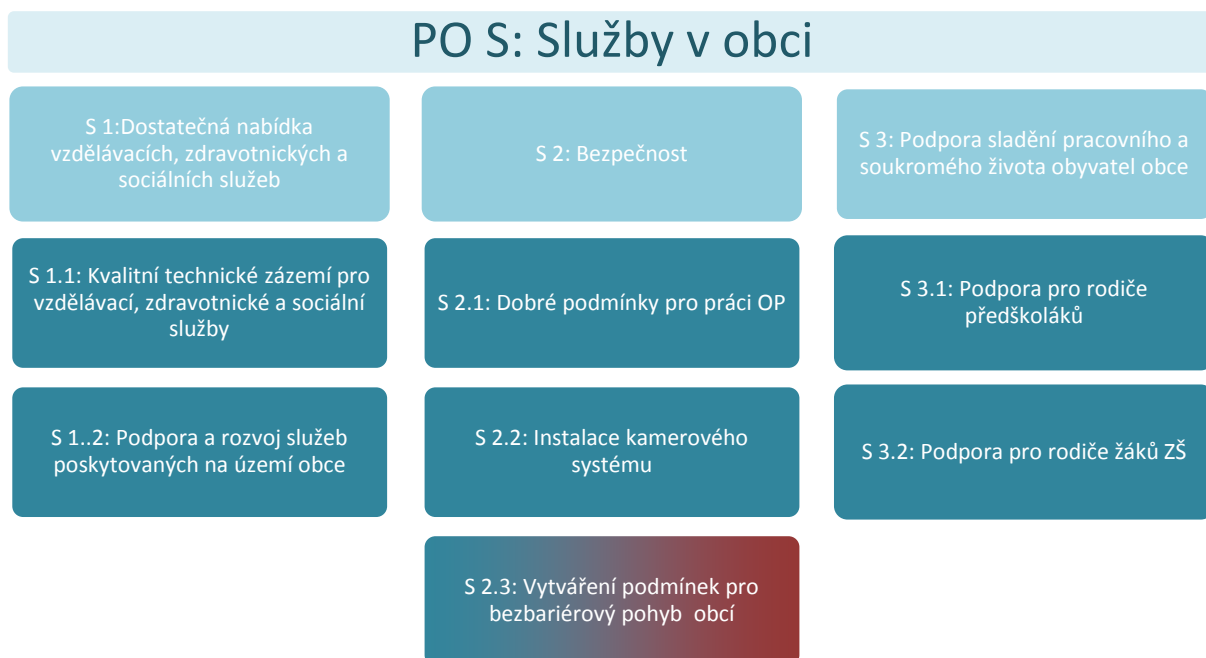 PO S: Služby v obci
S 1:Dostatečná nabídka
vzdělávacích, zdravotnických a
sociálních služeb
S 2: Bezpečnost
S 3: Podpora sladění pracovního a
soukromého života obyvatel obce
S 1.1: Kvalitní technické zázemí pro
vzdělávací, zdravotnické a sociální
služby
S 2.1: Dobré podmínky pro práci OP
S 3.1: Podpora pro rodiče
předškoláků
S 1..2: Podpora a rozvoj služeb
poskytovaných na území obce
S 2.2: Instalace kamerového
systému
S 3.2: Podpora pro rodiče žáků ZŠ
S 2.3: Vytváření podmínek pro
bezbariérový pohyb  obcí